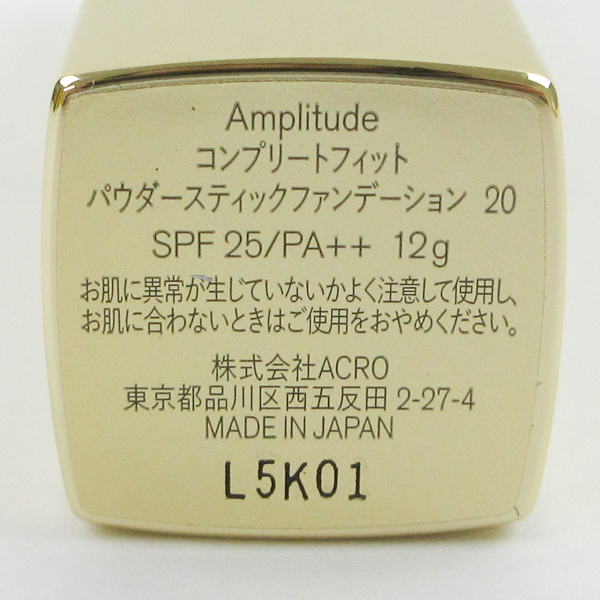 Amplitude
コンプリートフィット
パウダースティックファンデーション 20
SPF 25/PA++ 12g
お肌に異常が生じていないかよく注意して使用し、
お肌に合わないときはご使用をおやめください。
株式会社ACRO
東京都品川区西五反田 2-27-4
MADE IN JAPAN
L5K01